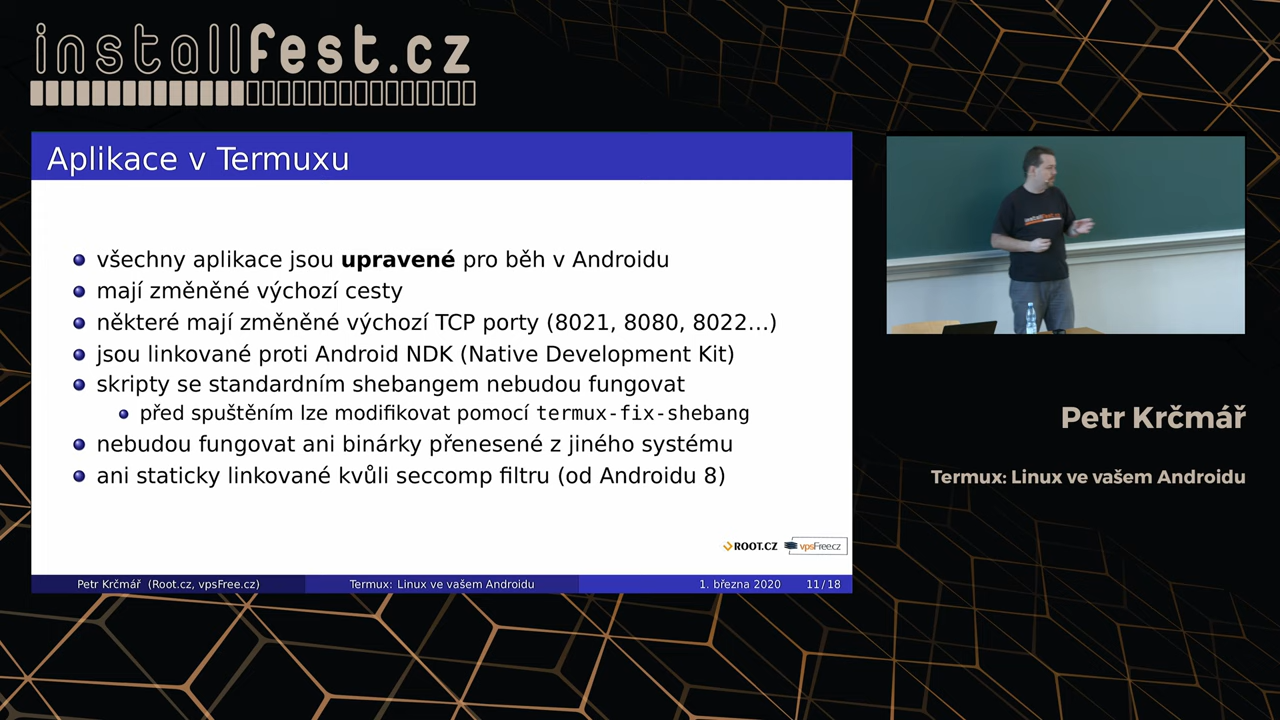 installfest.cz
Aplikace v Termuxu
všechny aplikace jsou upravené pro běh v Androidu
mají změněné výchozí cesty
některé mají změněné výchozí TCP porty (8021, 8080, 8022...)
jsou linkované proti Android NDK (Native Development Kit)
skripty se standardním shebangem nebudou fungovat
před spuštěním lze modifikovat pomocí termux-fix-shebang
nebudou fungovat ani binárky přenesené z jiného systému
ani staticky linkované kvůli seccomp filtru (od Androidu 8)
ROOT.CZ vpsFree.cz
Petr Krčmář (Root.cz, vpsFree.cz) Termux: Linux ve vašem Androidu 1. března 2020 11/18
installfest.cz
Petr Krčmář
Termux: Linux ve vašem Androidu